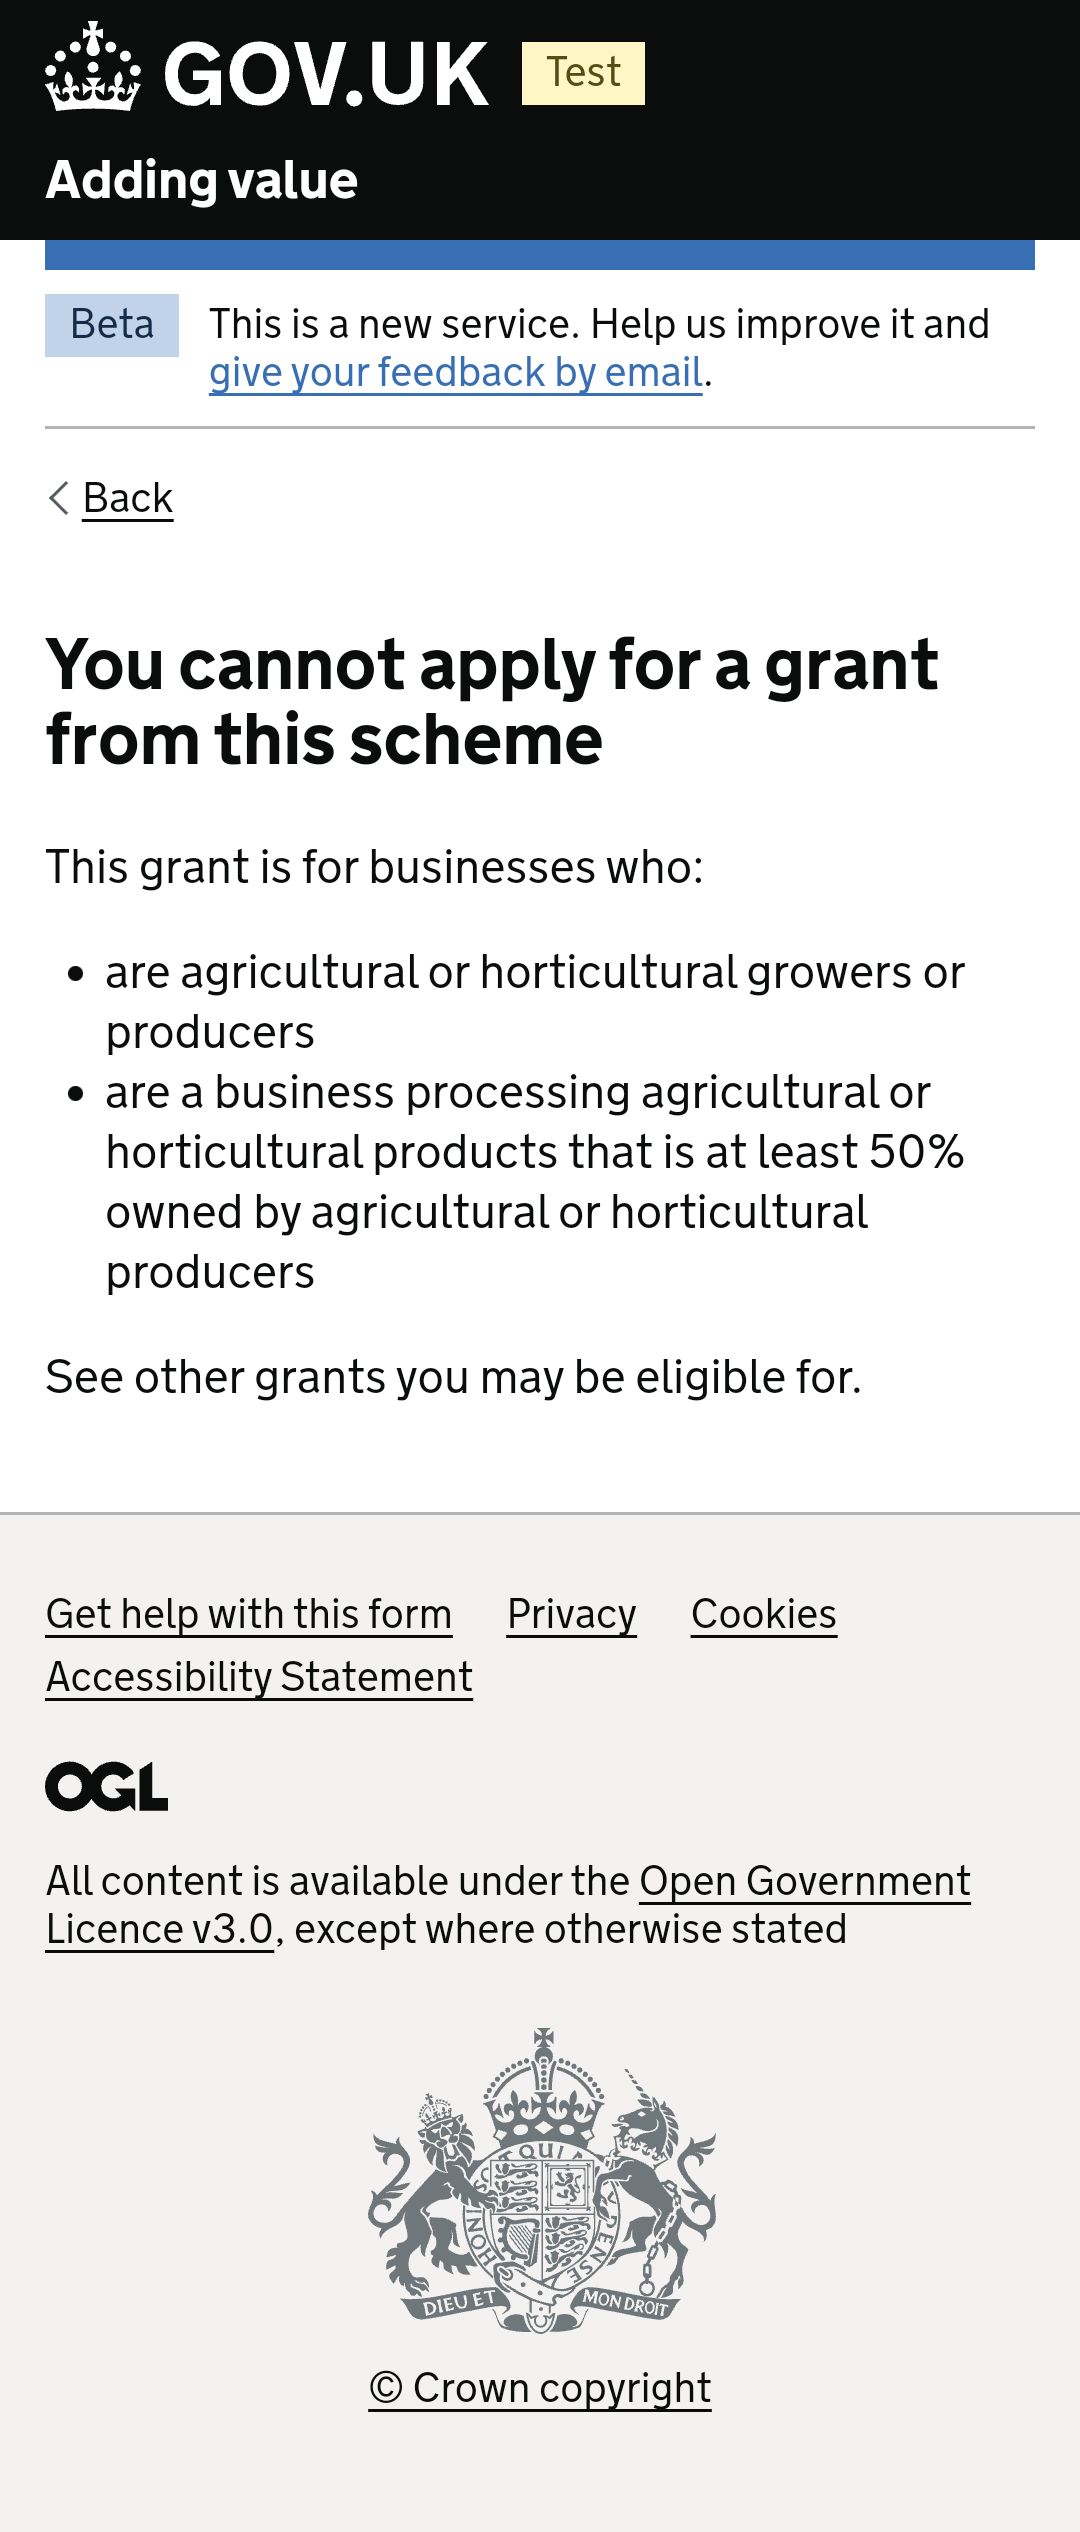 GOV.UK Test
Adding value
Beta This is a new service. Help us improve it and
give your feedback by email.
Back
You cannot apply for a grant
from this scheme
This grant is for businesses who:
• are agricultural or horticultural growers or
producers
• are a business processing agricultural or
horticultural products that is at least 50%
owned by agricultural or horticultural
producers
See other grants you may be eligible for.
Get help with this form Privacy Cookies
Accessibility Statement
OGL
All content is available under the Open Government
Licence v3.0, except where otherwise stated
DIEU ET MON DROIT
© Crown copyright